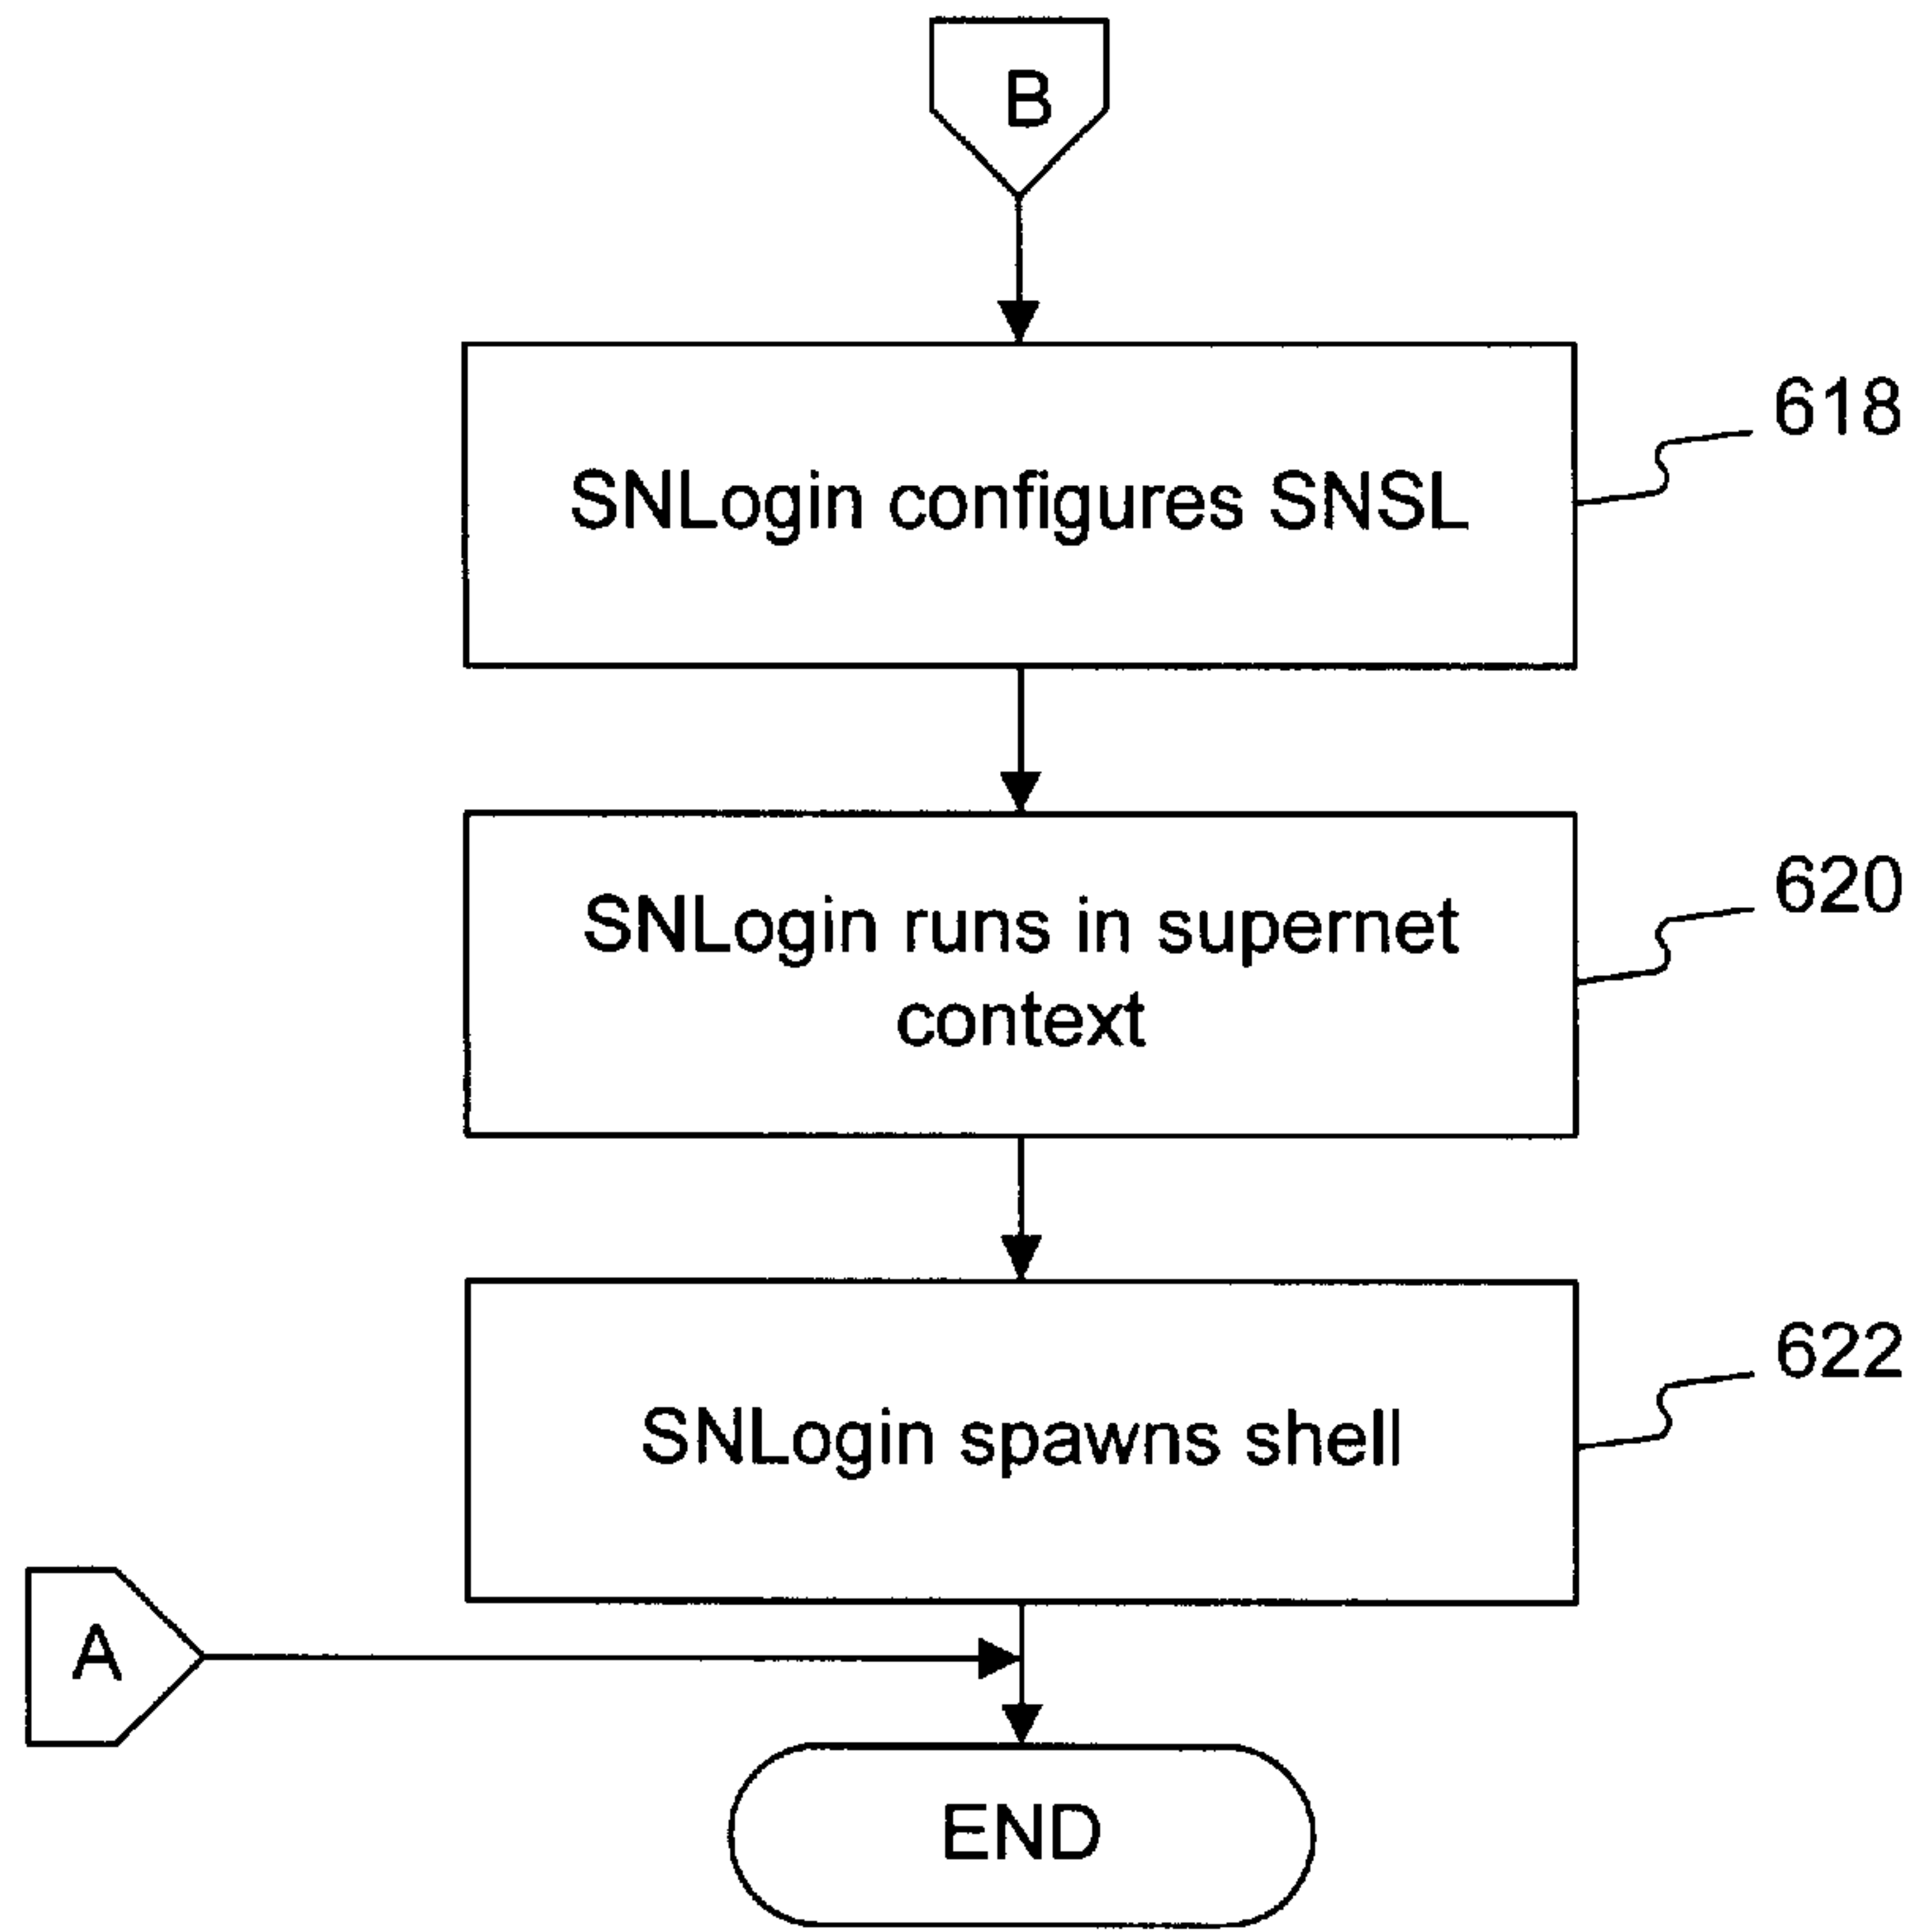 B
618
SNLogin configures SNSL
620
SNLogin runs in supernet
context
622
SNLogin spawns shell
A
END